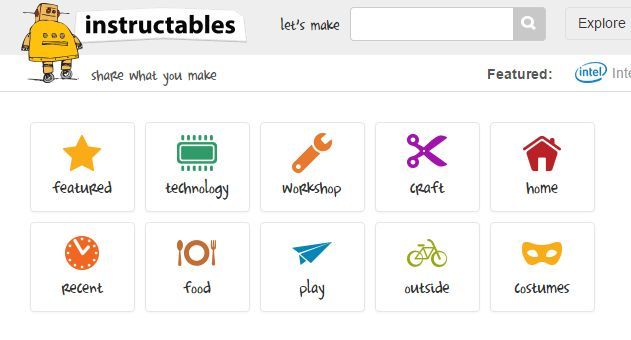 instructables
let's make
Explore
share what you make
Featured:
intel
Inte
featured
technology
workshop
craft
home
recent
food
play
outside
costumes